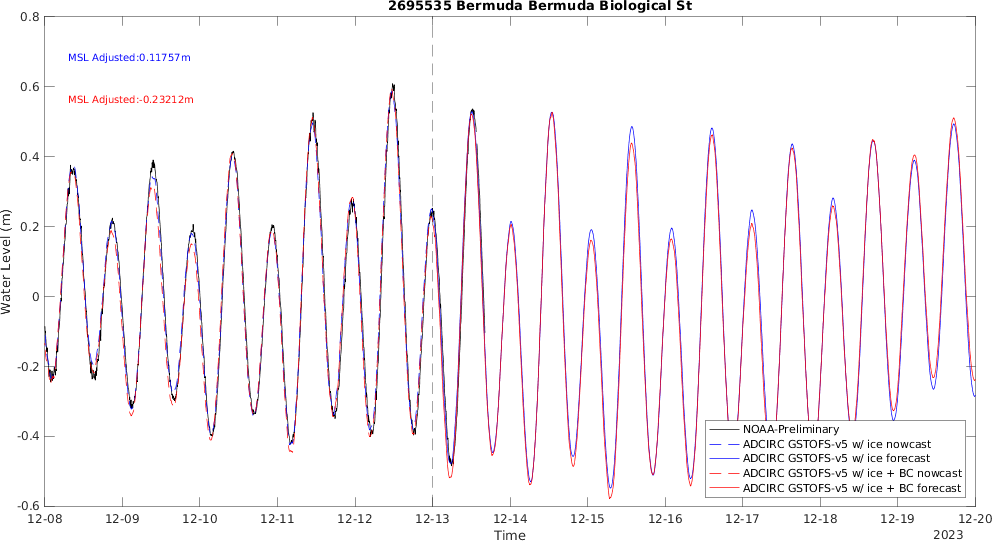 2695535 Bermuda Bermuda Biological St
0.8
MSL Adjusted:0.11757m
0.6
MSL Adjusted:-0.23212m
0.4
0.2
0
-0.2
-0.4
-0.6
Water Level (m)
NOAA-Preliminary
ADCIRC GSTOFS-v5 w/ ice nowcast
ADCIRC GSTOFS-v5 w/ ice forecast
ADCIRC GSTOFS-v5 w/ ice + BC nowcast
ADCIRC GSTOFS-v5 w/ ice + BC forecast
12-08 12-09 12-10 12-11 12-12 12-13 12-14 12-15 12-16 12-17 12-18 12-19 12-20
Time
2023